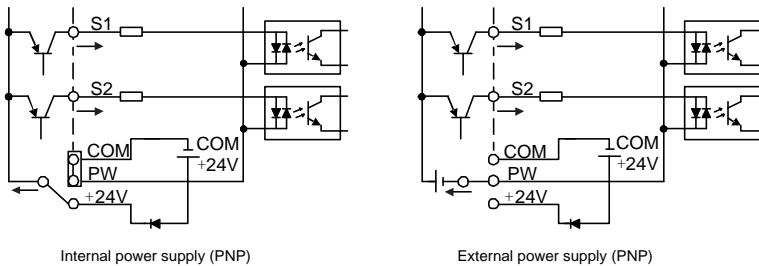 S1
S2
COM
COM
+24V
PW
+24V
Internal power supply (PNP)
S1
S2
COM
COM
+24V
PW
+24V
External power supply (PNP)